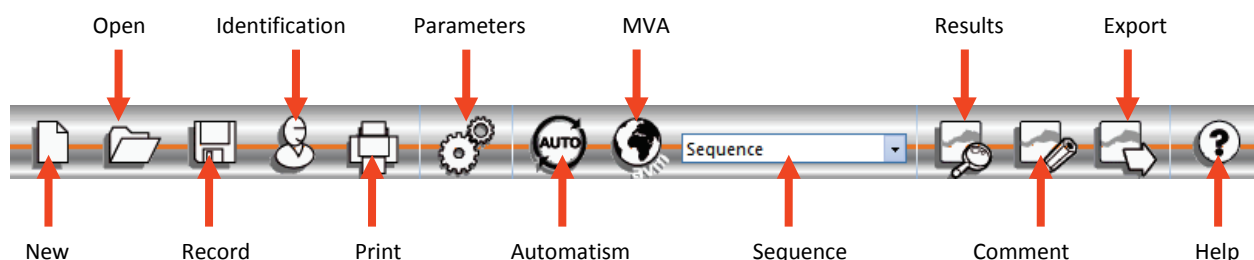 Open Identification Parameters MVA Results Export
AUTO
Sequence
New Record Print Automatism Sequence Comment Help